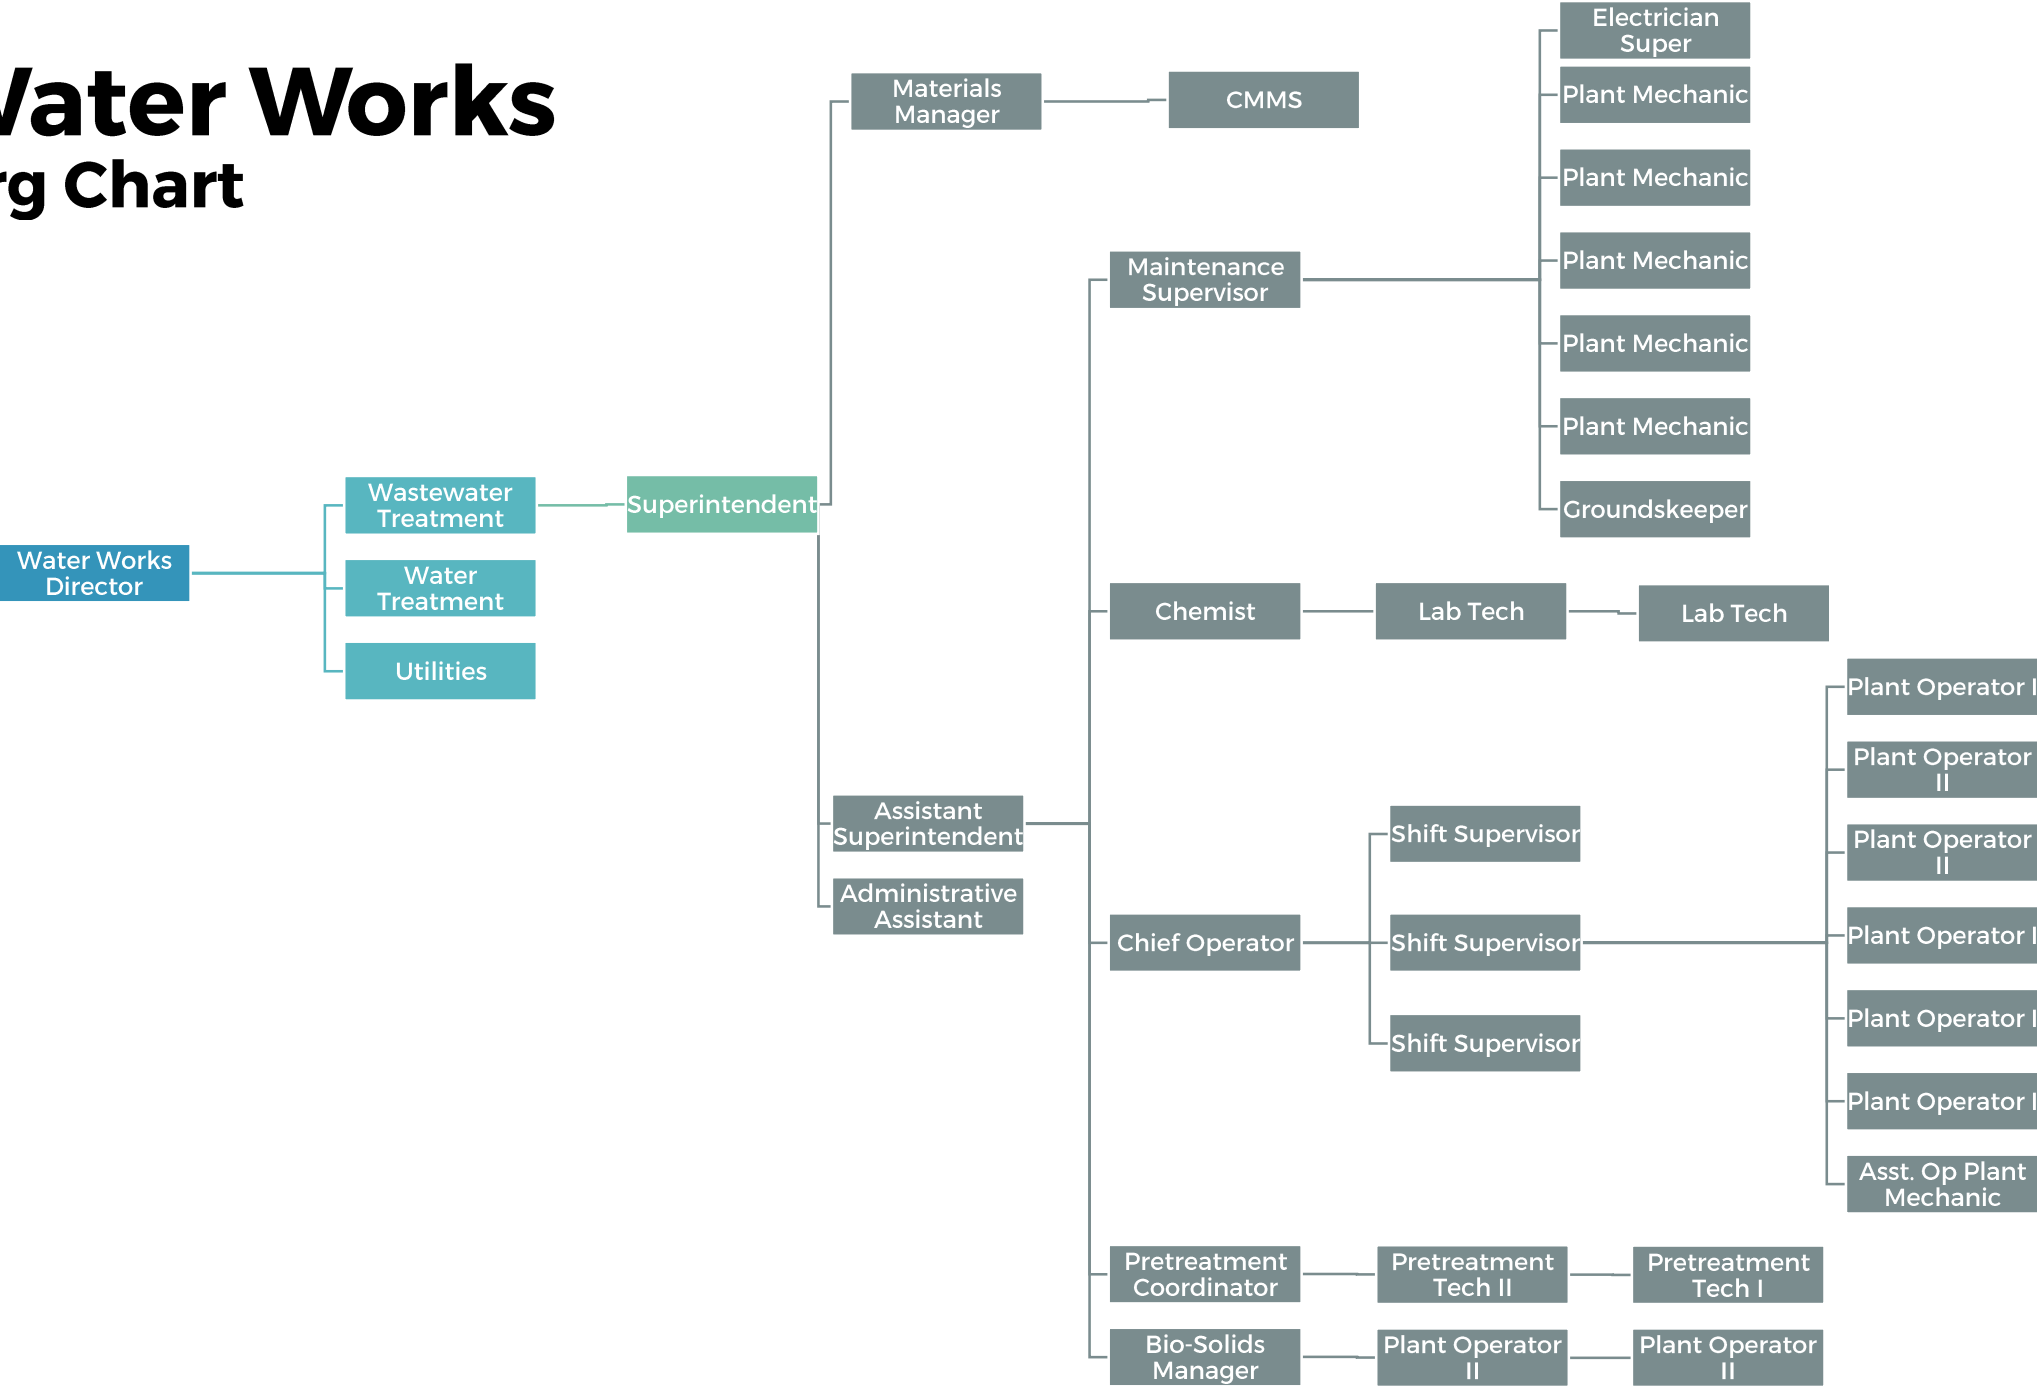 Water Works
rg Chart
Electrician
Super
Plant Mechanic
Materials
Manager
CMMS
Plant Mechanic
Plant Mechanic
Maintenance
Supervisor
Plant Mechanic
Plant Mechanic
Groundskeeper
Wastewater
Treatment
Superintendent
Water Works
Director
Water
Treatment
Utilities
Chemist
Lab Tech
Lab Tech
Plant Operator I
Plant Operator
II
Plant Operator
II
Assistant
Superintendent
Shift Supervisor
Administrative
Assistant
Chief Operator
Shift Supervisor
Plant Operator I
Plant Operator I
Shift Supervisor
Plant Operator I
Asst. Op Plant
Mechanic
Pretreatment
Coordinator
Pretreatment
Tech II
Pretreatment
Tech I
Bio-Solids
Manager
Plant Operator
II
Plant Operator
II